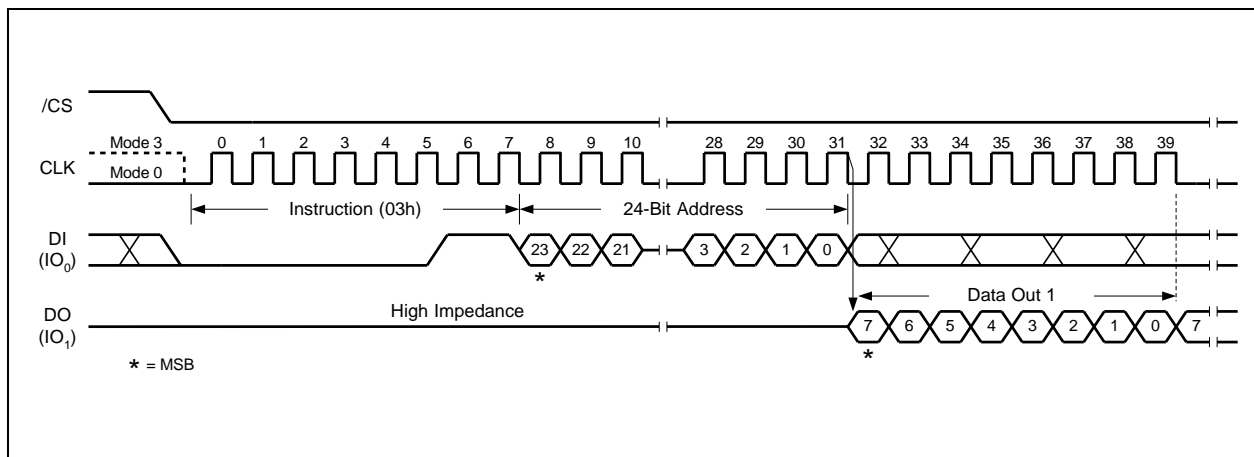 /CS
Mode 3 0 1 2 3 4 5 6 7 8 9 10 28 29 30 31 32 33 34 35 36 37 38 39
CLK
Mode 0
Instruction (03h) 24-Bit Address
DI
(IO0)
23 22 21 3 2 1 0
*
Data Out 1
DO
(IO1)
High Impedance
7 6 5 4 3 2 1 0 7
*
* = MSB